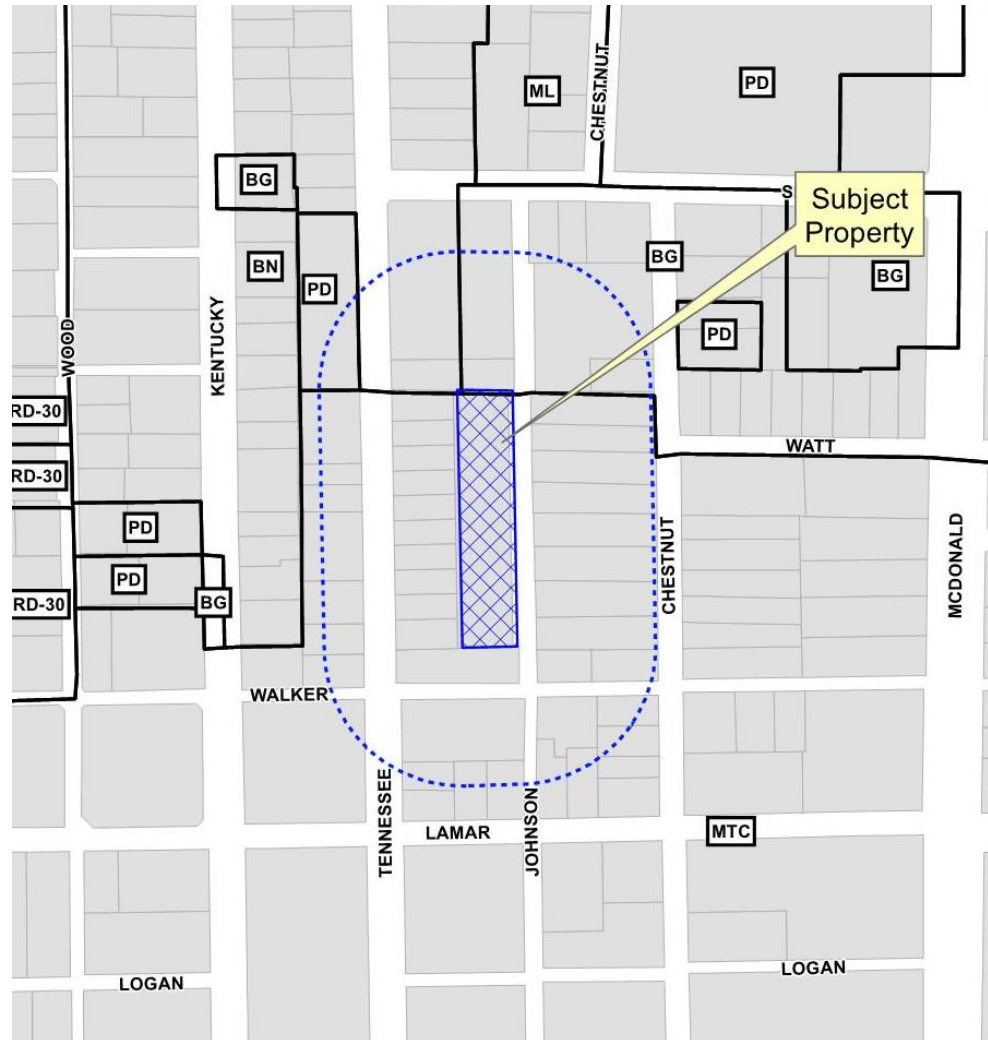 CHESTNUT
ML
PD
BG
S
Subject
Property
BN
BG
BG
PD
KENTUCKY
WOOD
PD
RD-30
WATT
RD-30
MCDONALD
PD
CHESTNUT
PD
BG
RD-30
WALKER
TENNESSEE
JOHNSON
LAMAR
MTC
LOGAN
LOGAN